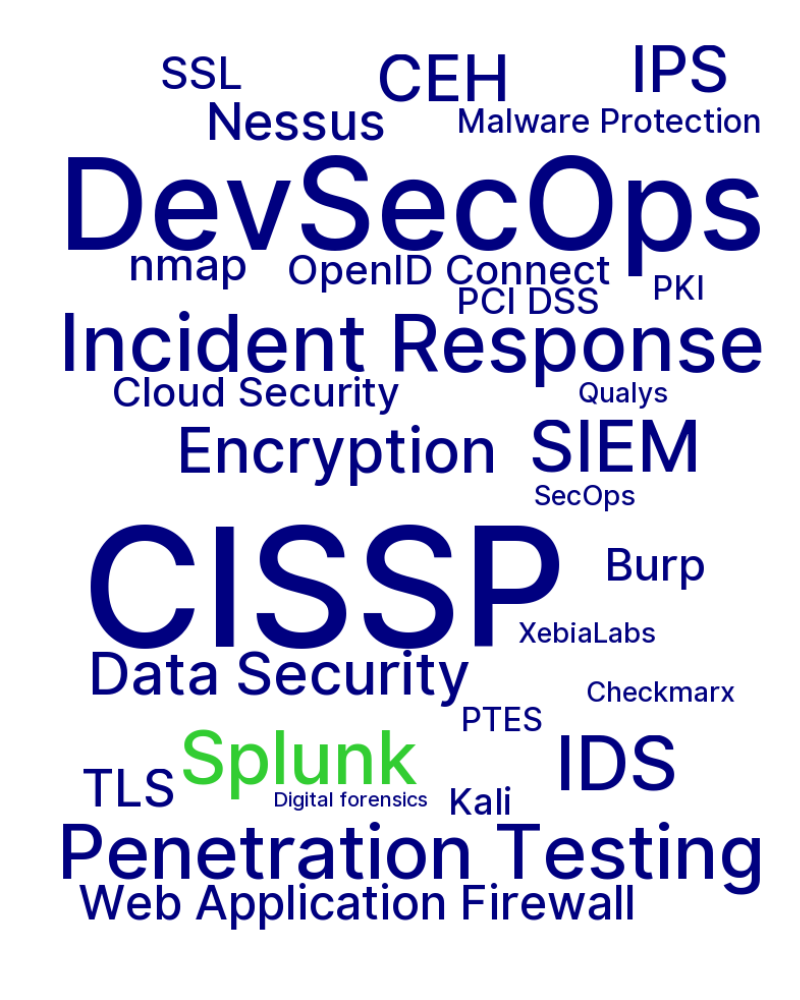 SSL
CEH
IPS
Nessus
Malware Protection
DevSecOps
nmap
OpenID Connect
PKI
PCI DSS
Incident Response
Cloud Security
Qualys
Encryption
SIEM
SecOps
CISSP
Burp
XebiaLabs
Data Security
Checkmarx
PTES
Splunk
IDS
TLS
Digital forensics
Kali
Penetration Testing
Web Application Firewall